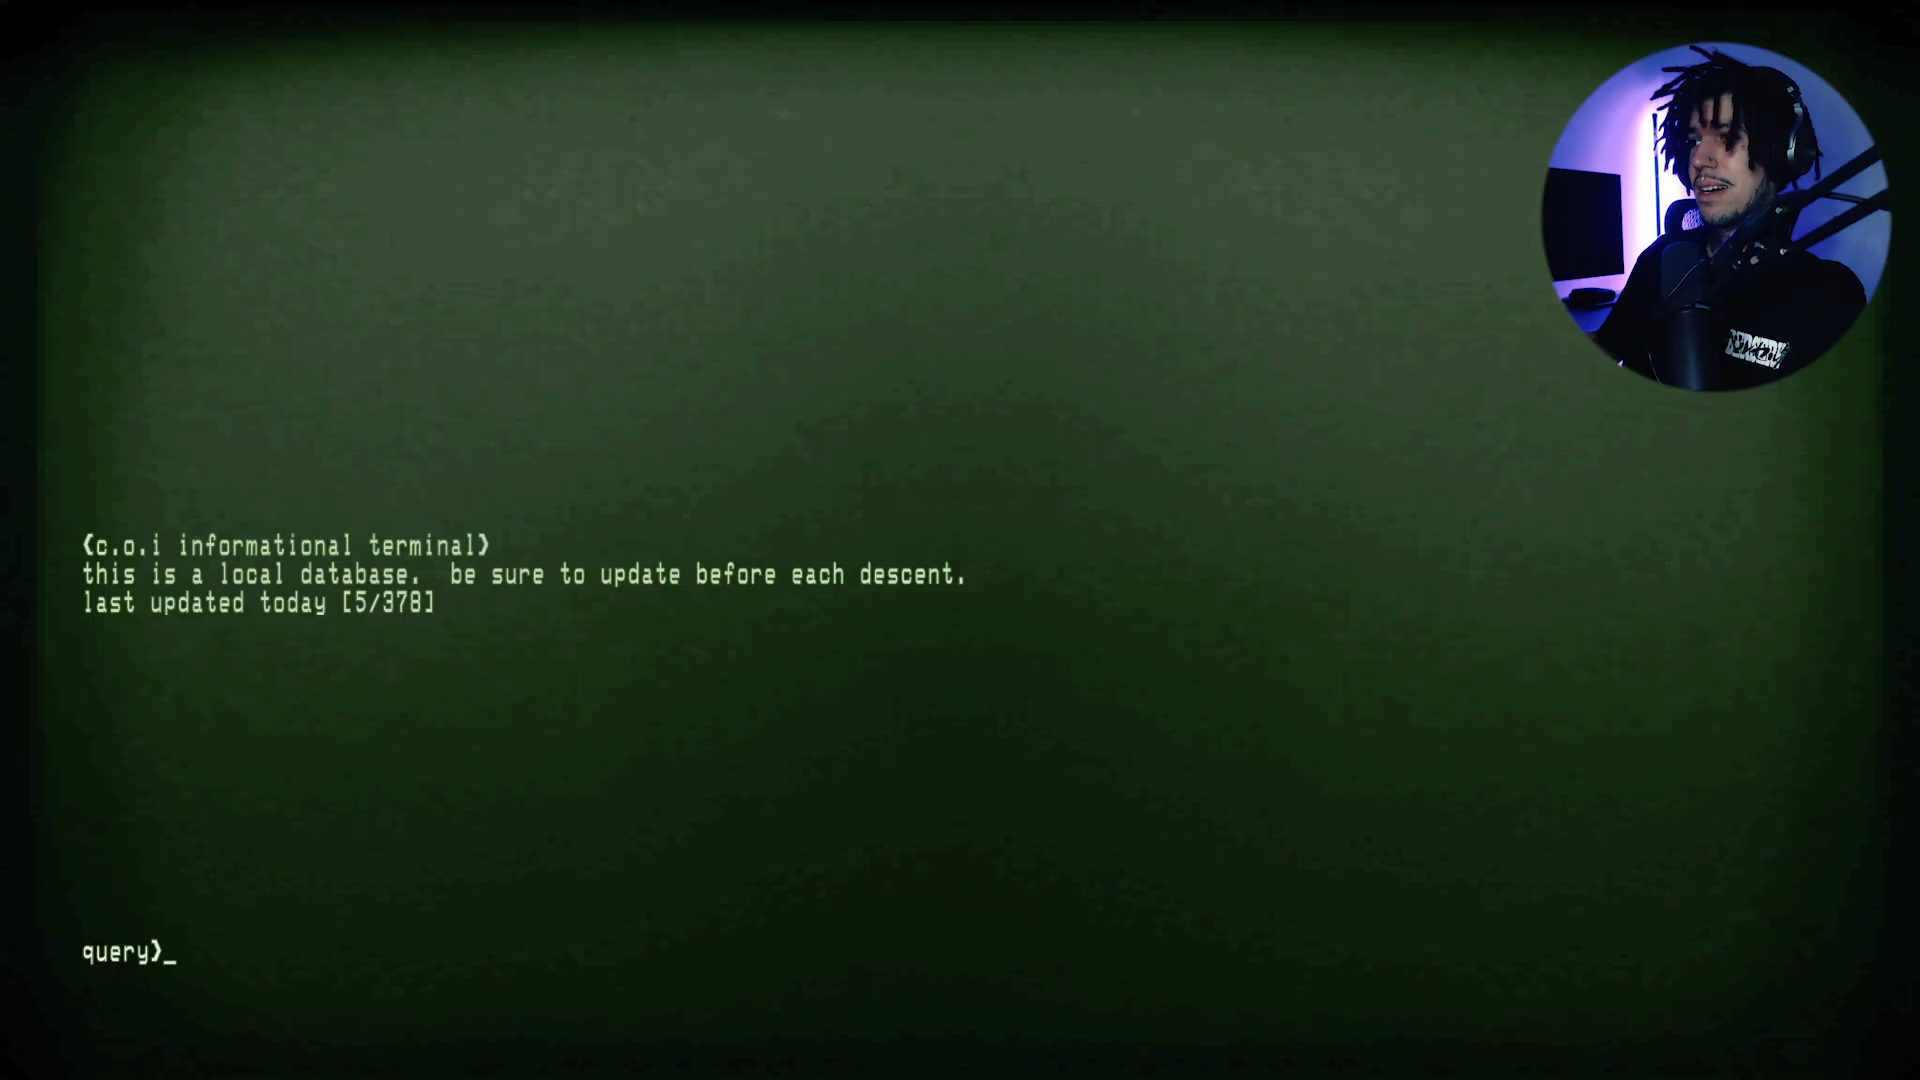 <c.o.i informational terminal>
this is a local database.  be sure to update before each descent.
last updated today [5/378]
query>_